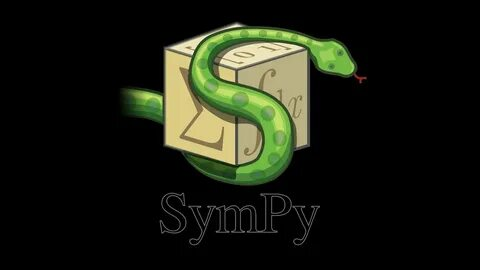 Σ ∫ x
SymPy